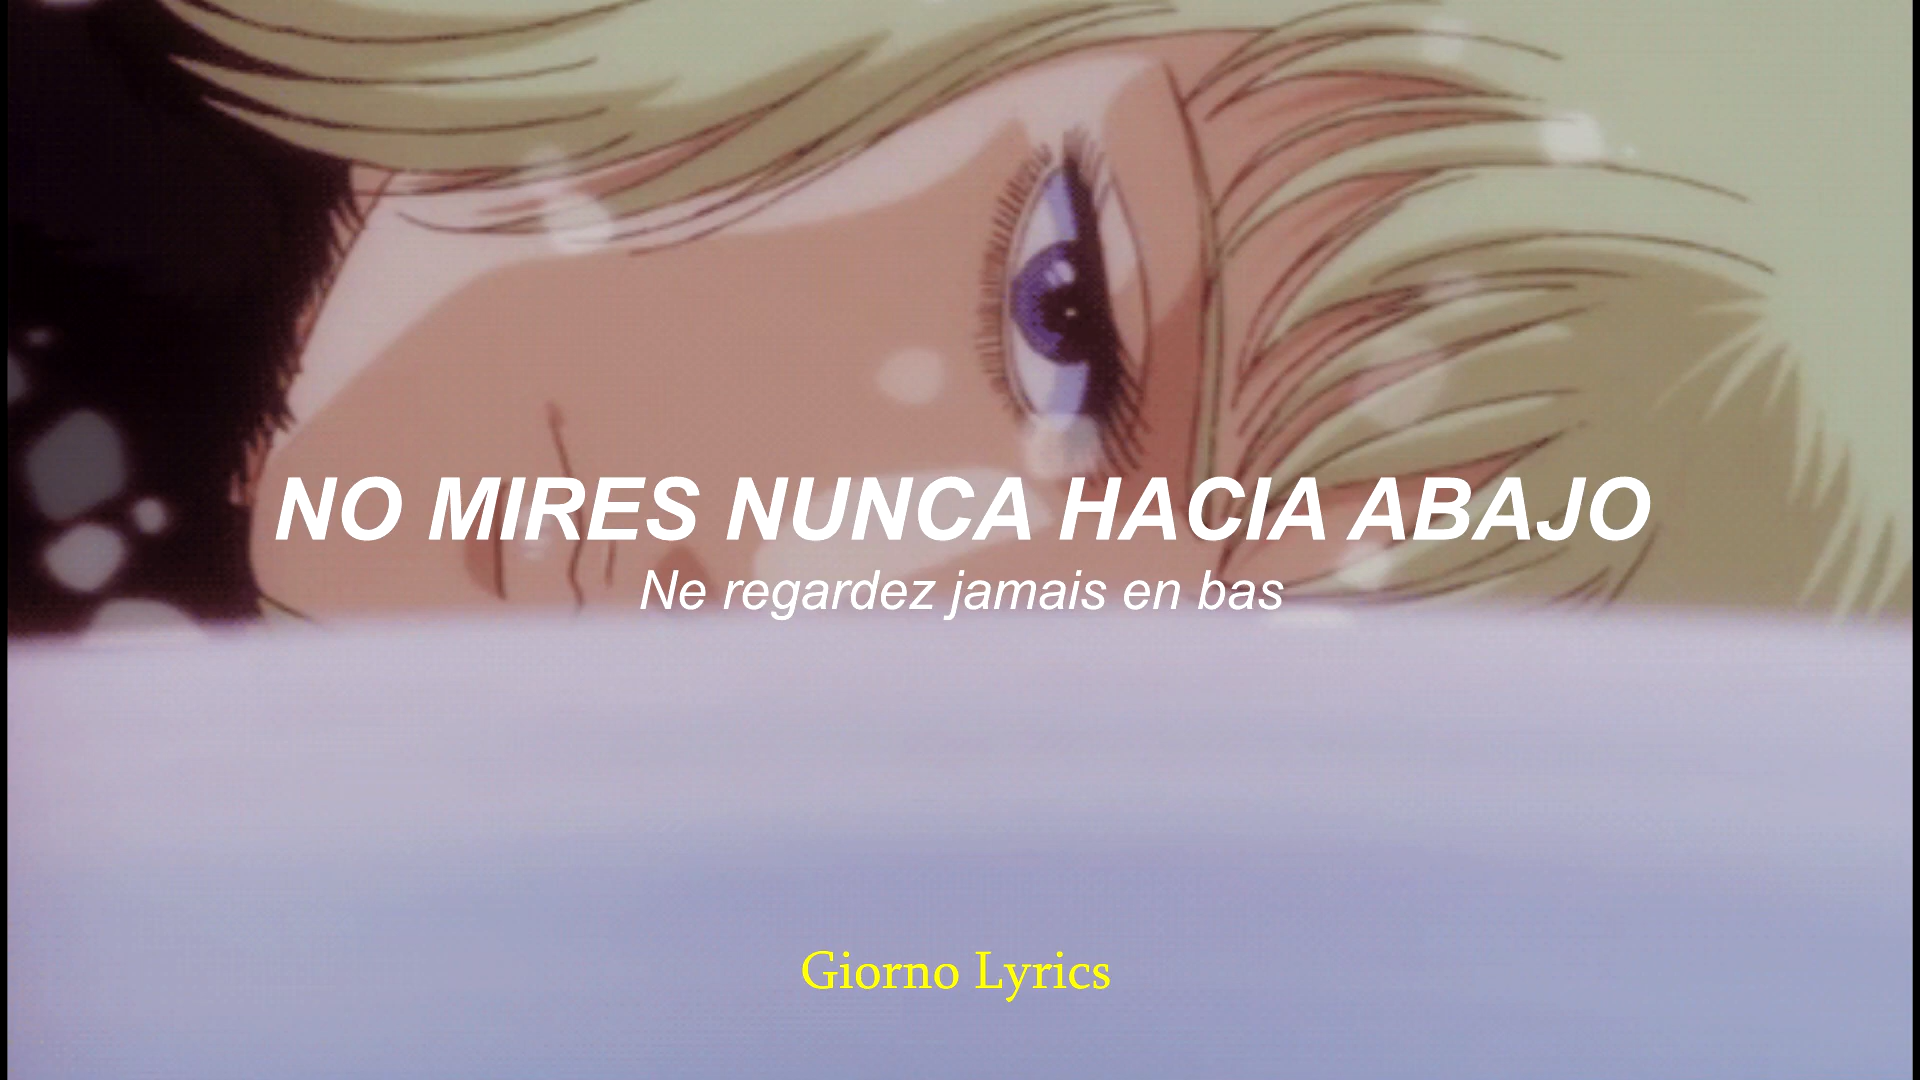 NO MIRES NUNCA HACIA ABAJO
Ne regardez jamais en bas
Giorno Lyrics